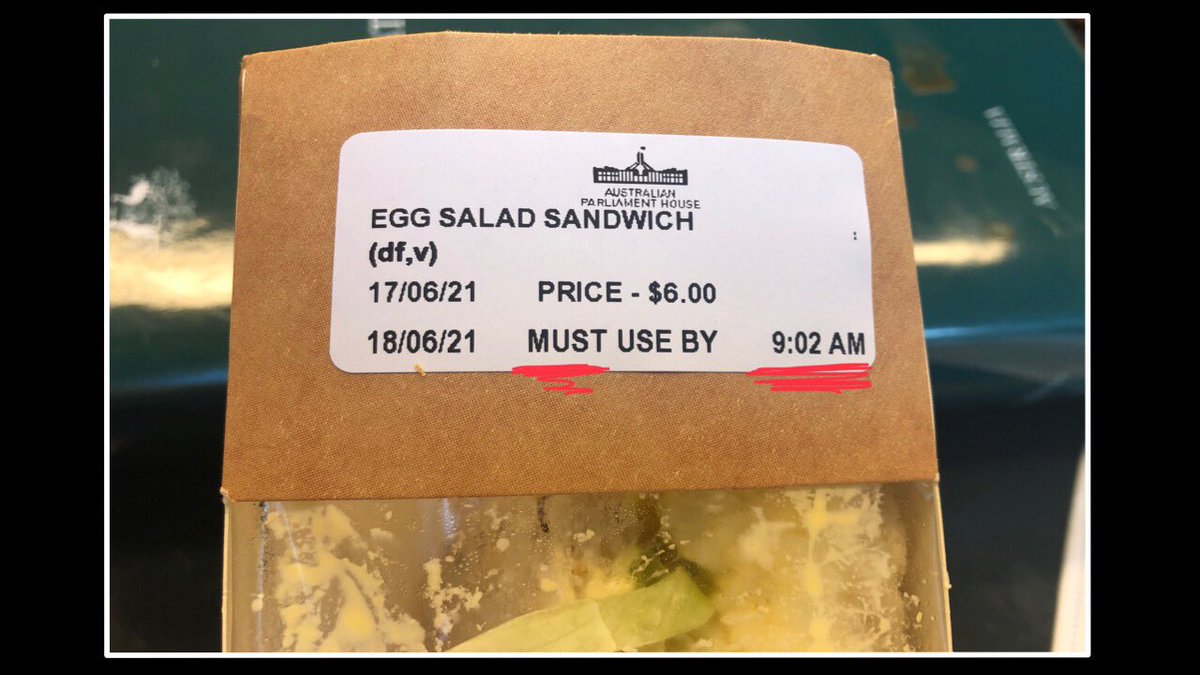 AUSTRALIAN
PARLIAMENT HOUSE
EGG SALAD SANDWICH
(df,v)
17/06/21 PRICE - $6.00
18/06/21 MUST USE BY 9:02 AM